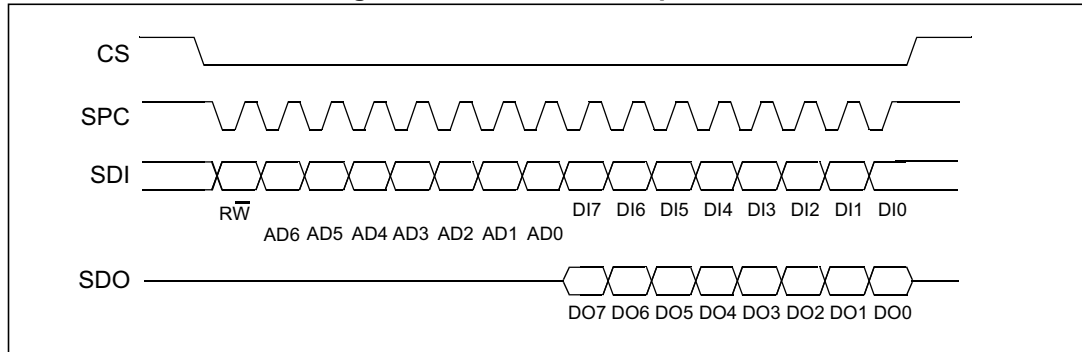 CS
SPC
SDI
RW̅
DI7 DI6 DI5 DI4 DI3 DI2 DI1 DI0
AD6 AD5 AD4 AD3 AD2 AD1 AD0
SDO
DO7 DO6 DO5 DO4 DO3 DO2 DO1 DO0